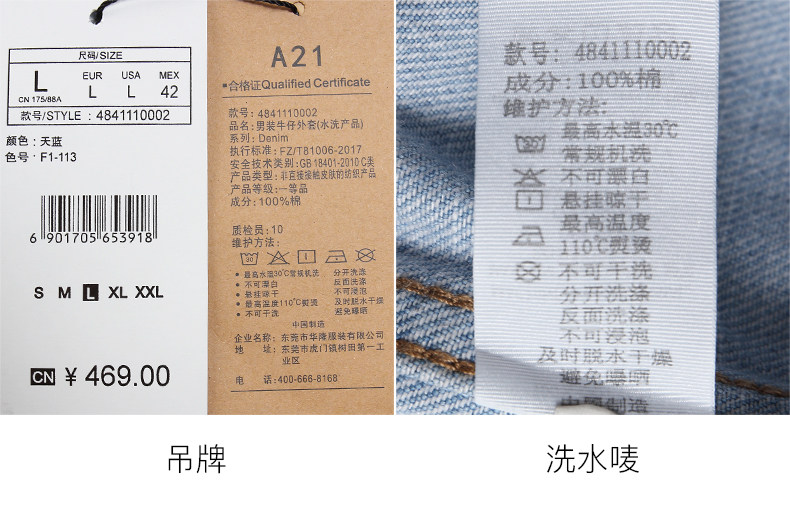 尺码/SIZE
L
CN 175/88A
EUR USA MEX
L L 42
款号/STYLE : 4841110002
颜色: 天蓝
色号: F1-113
6 901705 653918
S M L XL XXL
CN ¥ 469.00
A21
•合格证Qualified Certificate
款号: 4841110002
品名: 男装牛仔外套(水洗产品)
系列: Denim
执行标准: FZ/T81006-2017
安全技术类别: GB 18401-2010 C类
产品类型: 非直接接触皮肤的纺织产品
产品等级: 一等品
成分: 100%棉
质检员: 10
维护方法:
• 最高水温30℃常规机洗 分开洗涤
• 不可漂白 反面洗涤
• 悬挂晾干 不可浸泡
• 最高温度110℃熨烫 及时脱水干燥
• 不可干洗 避免曝晒
中国制造
企业名称: 东莞市华隆服装有限公司
地 址: 东莞市虎门镇树田第一工
业区
电 话:400-666-8168
款号: 4841110002
成分:100%棉
维护方法:
最高水温30℃
常规机洗
不可漂白
悬挂晾干
最高温度
110℃熨烫
不可干洗
分开洗涤
反面洗涤
不可浸泡
及时脱水干燥
避免曝晒
中国制造
吊牌
洗水唛